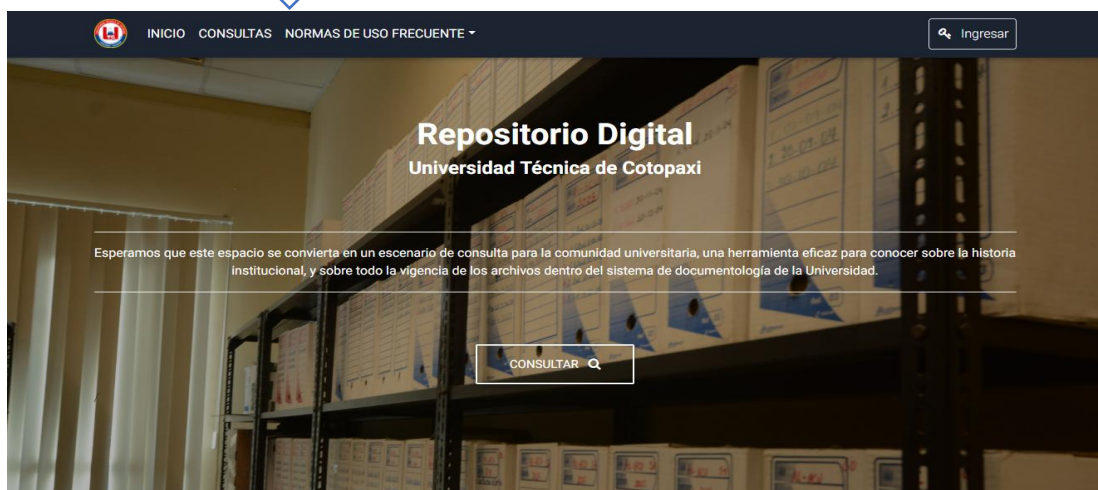 INICIO CONSULTAS NORMAS DE USO FRECUENTE
Ingresar
Repositorio Digital
Universidad Técnica de Cotopaxi
Esperamos que este espacio se convierta en un escenario de consulta para la comunidad universitaria, una herramienta eficaz para conocer sobre la historia
institucional, y sobre todo la vigencia de los archivos dentro del sistema de documentología de la Universidad.
CONSULTAR